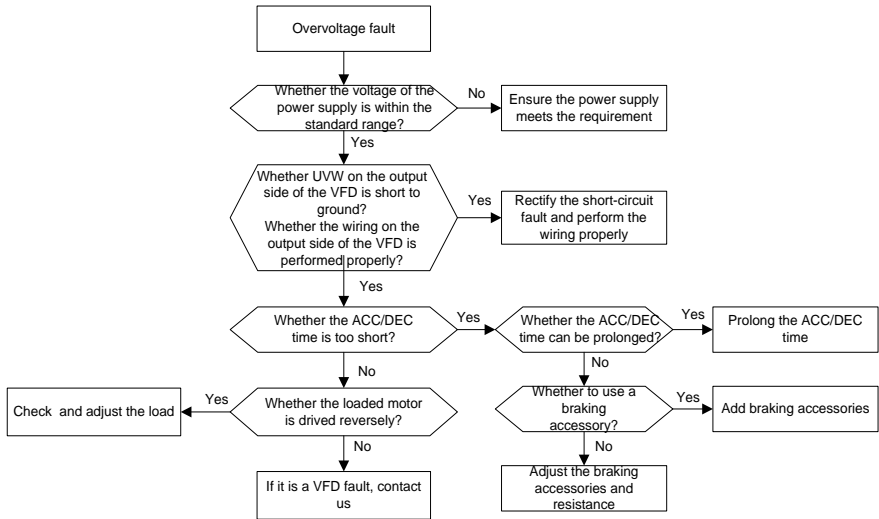 Overvoltage fault
Whether the voltage of the
power supply is within the
standard range?
No
Ensure the power supply
meets the requirement
Yes
Whether UVW on the output
side of the VFD is short to
ground?
Whether the wiring on the
output side of the VFD is
performed properly?
Yes
Rectify the short-circuit
fault and perform the
wiring properly
Yes
Whether the ACC/DEC
time is too short?
Yes
Whether the ACC/DEC
time can be prolonged?
Yes
Prolong the ACC/DEC
time
No
No
Check and adjust the load
Yes
Whether the loaded motor
is drived reversely?
Whether to use a
braking
accessory?
Yes
Add braking accessories
No
No
If it is a VFD fault, contact
us
Adjust the braking
accessories and
resistance